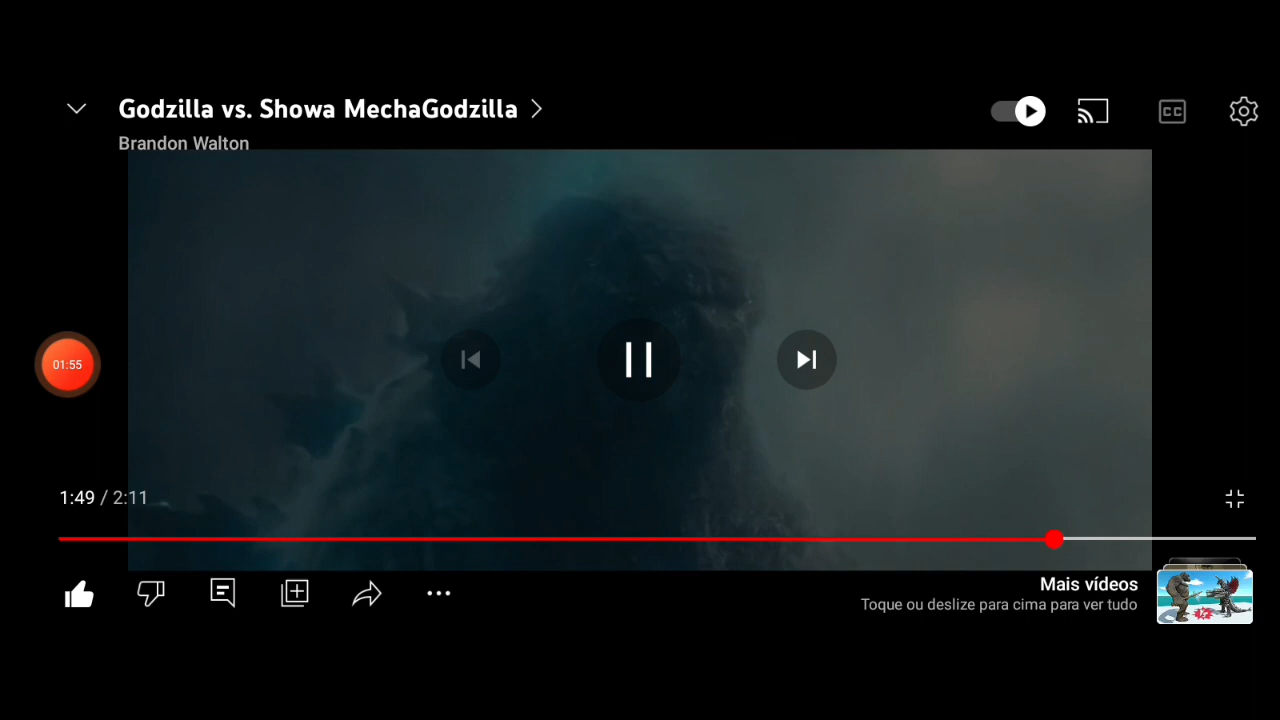 Godzilla vs. Showa MechaGodzilla
Brandon Walton
CC
01:55
1:49 / 2:11
Mais vídeos
Toque ou deslize para cima para ver tudo